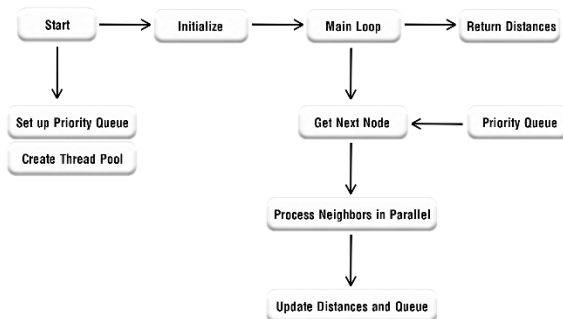 Start
Initialize
Main Loop
Return Distances
Set up Priority Queue
Get Next Node
Priority Queue
Create Thread Pool
Process Neighbors in Parallel
Update Distances and Queue